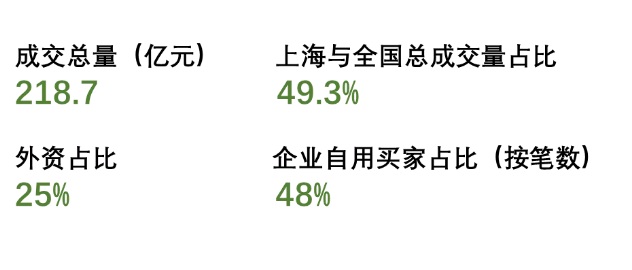 成交总量（亿元）
218.7
上海与全国总成交量占比
49.3%
外资占比
25%
企业自用买家占比（按笔数）
48%